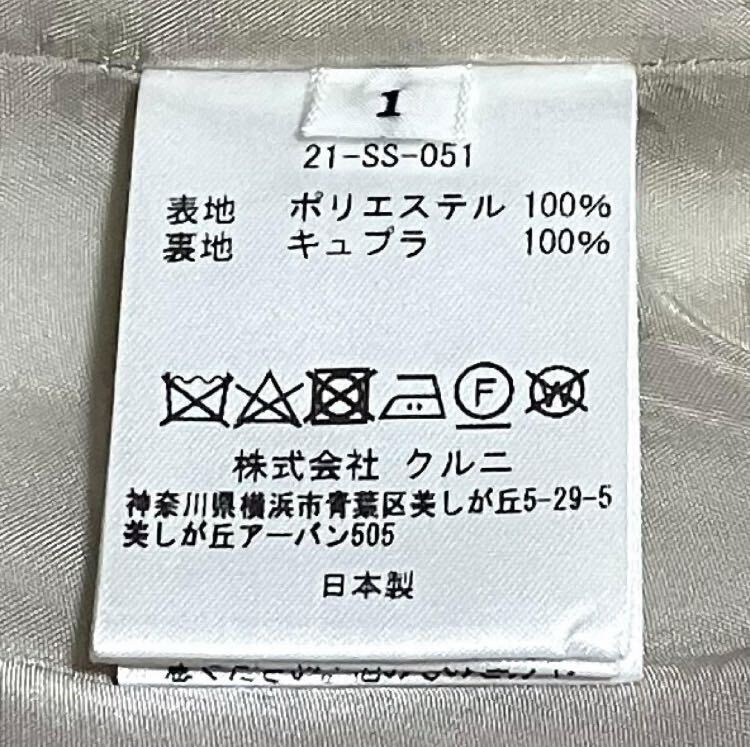 1
21-SS-051
表地 ポリエステル 100%
裏地 キュプラ 100%
F W
株式会社 クルニ
神奈川県横浜市青葉区美しが丘5-29-5
美しが丘アーバン505
日本製